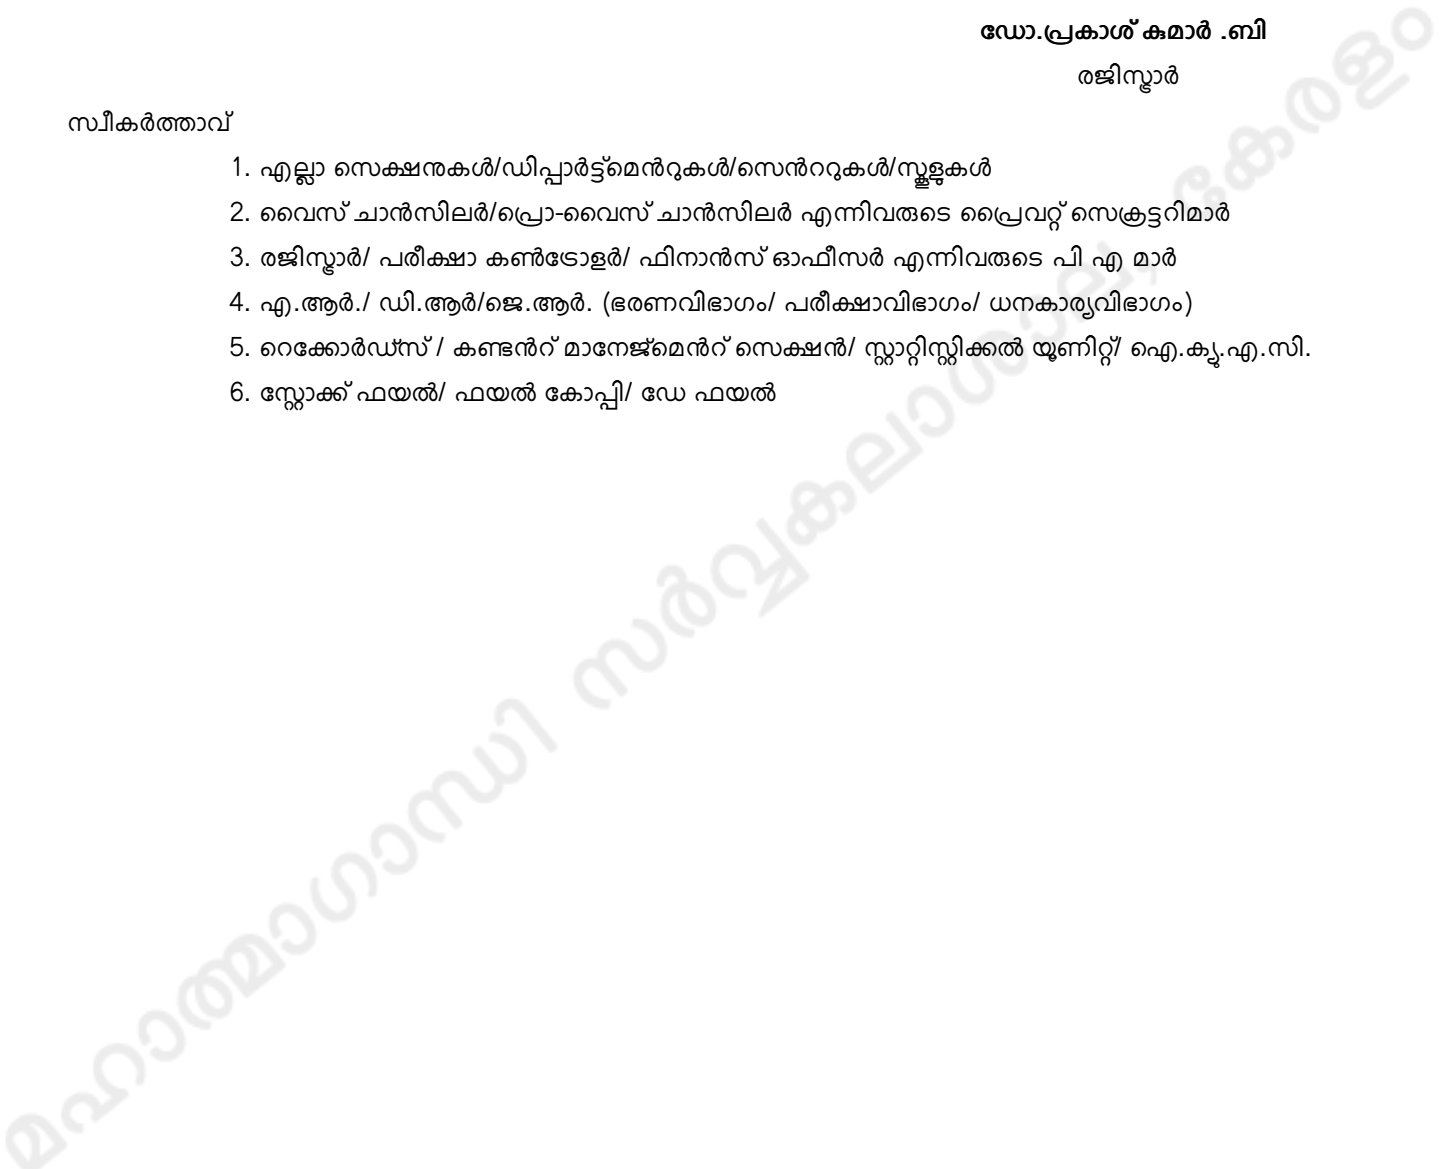 ഡോ.പ്രകാശ് കുമാർ .ബി
രജിസ്ട്രാർ
സ്വീകർത്താവ്
1. എല്ലാ സെക്ഷനുകൾ/ഡിപ്പാർട്ട്മെൻറുകൾ/സെൻററുകൾ/സ്കൂളുകൾ
2. വൈസ് ചാൻസിലർ/പ്രൊ-വൈസ് ചാൻസിലർ എന്നിവരുടെ പ്രൈവറ്റ് സെക്രട്ടറിമാർ
3. രജിസ്ട്രാർ/ പരീക്ഷാ കൺട്രോളർ/ ഫിനാൻസ് ഓഫീസർ എന്നിവരുടെ പി എ മാർ
4. എ.ആർ./ ഡി.ആർ/ജെ.ആർ. (ഭരണവിഭാഗം/ പരീക്ഷാവിഭാഗം/ ധനകാര്യവിഭാഗം)
5. റെക്കോർഡ്സ് / കണ്ടൻറ് മാനേജ്മെൻറ് സെക്ഷൻ/ സ്റ്റാറ്റിസ്റ്റിക്കൽ യൂണിറ്റ്/ ഐ.ക്യു.എ.സി.
6. സ്റ്റോക്ക് ഫയൽ/ ഫയൽ കോപ്പി/ ഡേ ഫയൽ
മഹാത്മാഗാന്ധി സർവ്വകലാശാല, കേരളം